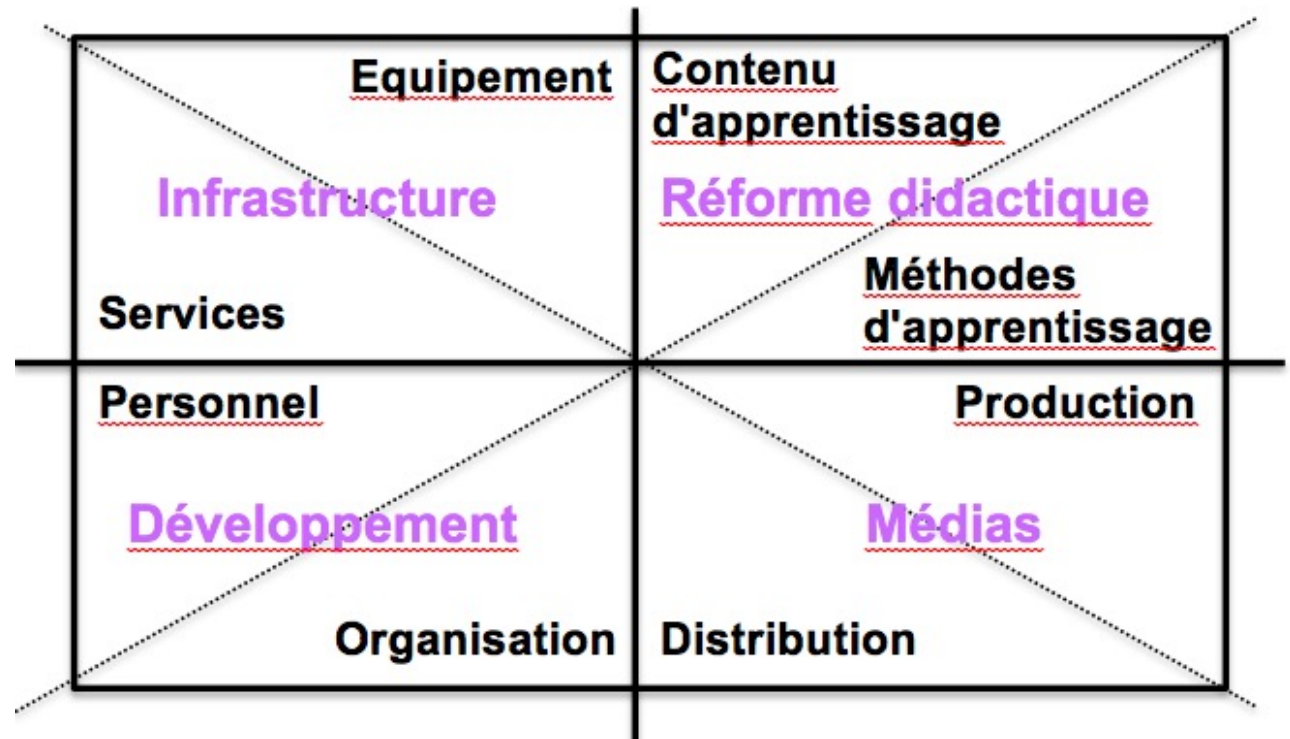 Equipement
Contenu
d'apprentissage
Infrastructure
Réforme didactique
Méthodes
d'apprentissage
Services
Personnel
Production
Développement
Médias
Organisation
Distribution